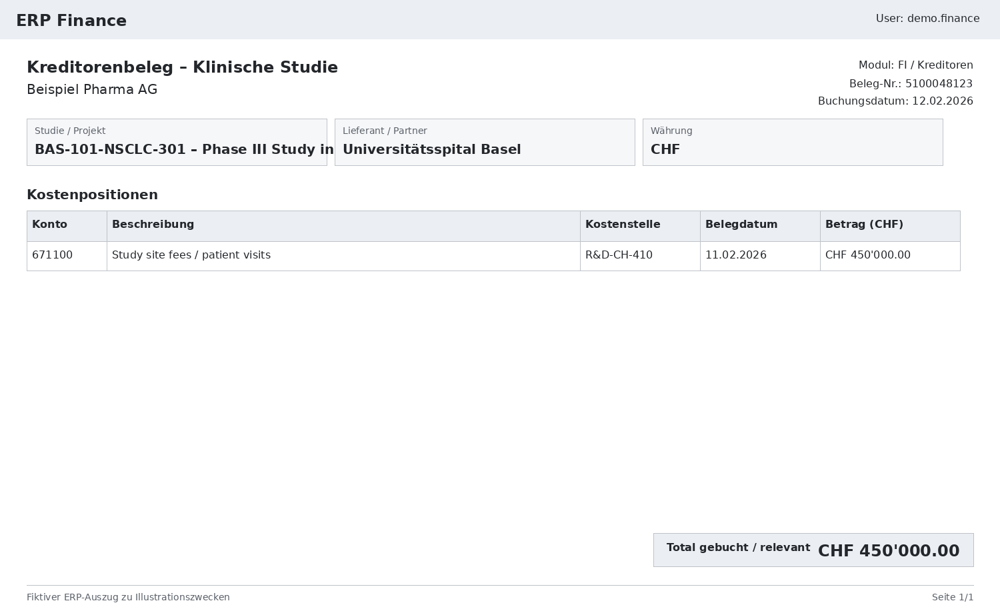 ERP Finance
User: demo.finance
Kreditorenbeleg – Klinische Studie
Beispiel Pharma AG
Modul: FI / Kreditoren
Beleg-Nr.: 5100048123
Buchungsdatum: 12.02.2026
Studie / Projekt
BAS-101-NSCLC-301 – Phase III Study in
Lieferant / Partner
Universitätsspital Basel
Währung
CHF
Kostenpositionen
Konto Beschreibung Kostenstelle Belegdatum Betrag (CHF)
671100 Study site fees / patient visits R&D-CH-410 11.02.2026 CHF 450'000.00
Total gebucht / relevant CHF 450'000.00
Fiktiver ERP-Auszug zu Illustrationszwecken
Seite 1/1